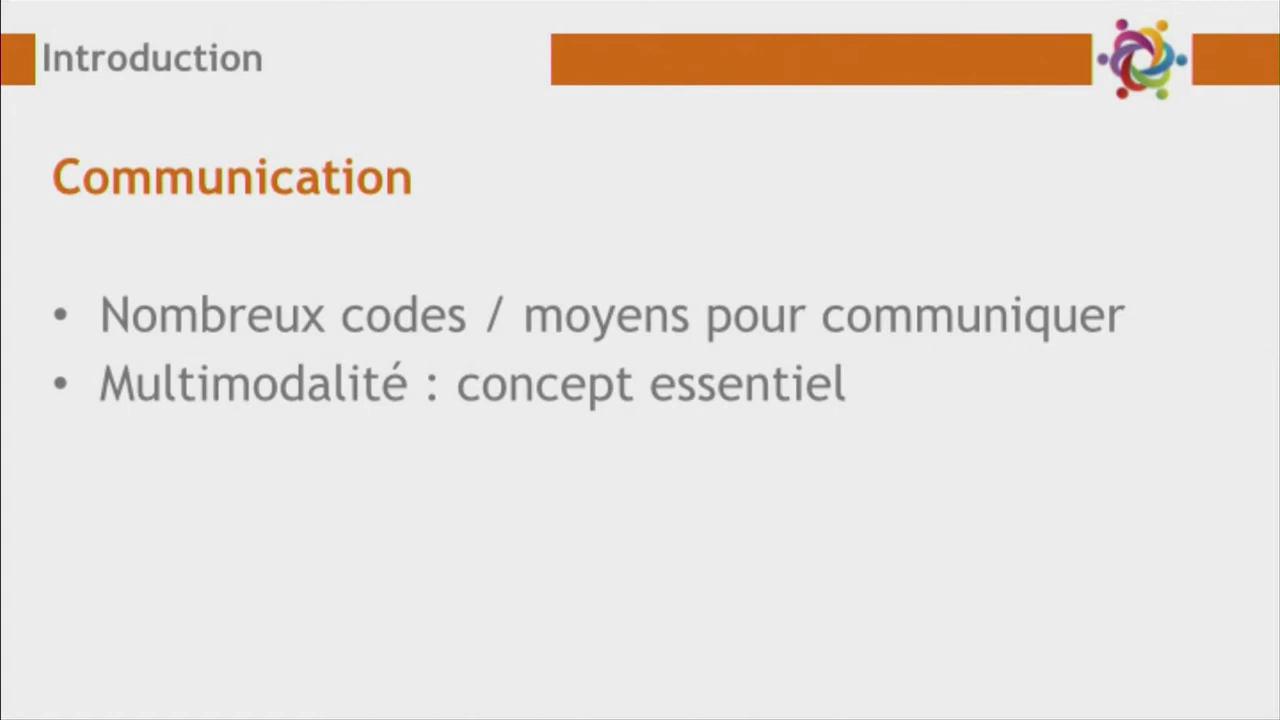 Introduction
Communication
• Nombreux codes / moyens pour communiquer
• Multimodalité : concept essentiel